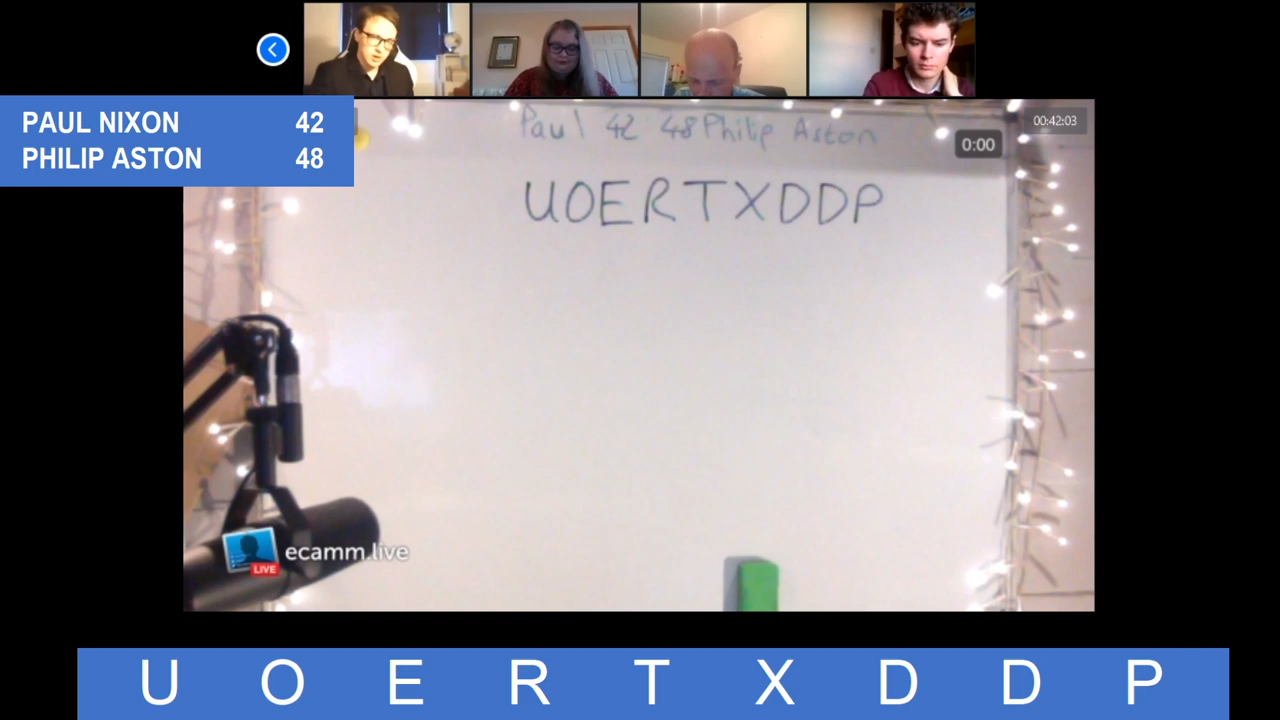 PAUL NIXON 42
PHILIP ASTON 48
Paul 42 48 Philip Aston
00:42:03
0:00
UOERTXDDP
LIVE
ecamm.live
U O E R T X D D P